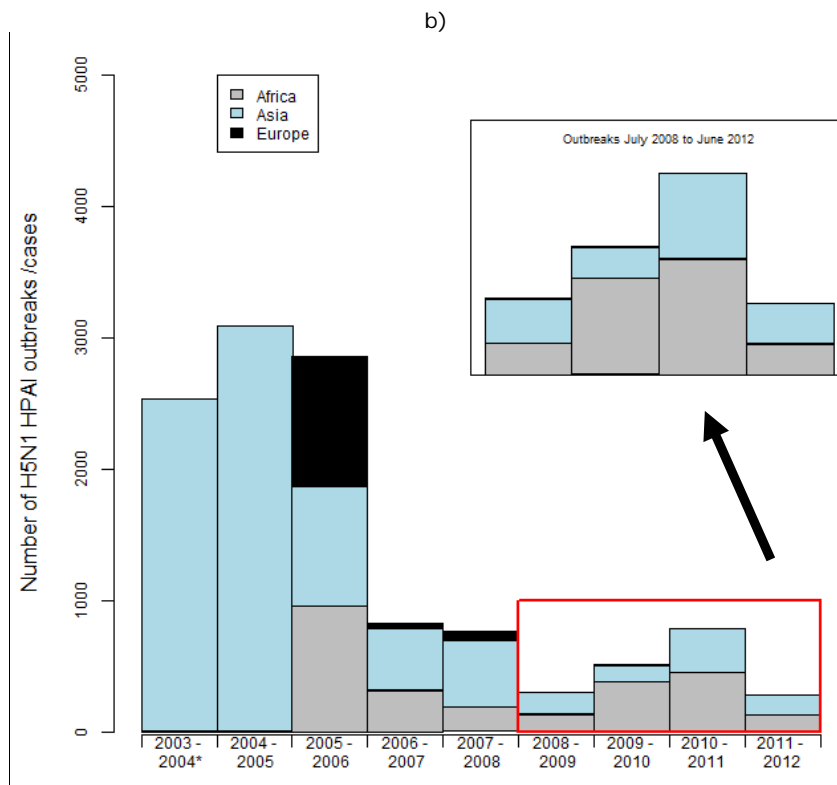 b)
5000
4000
3000
2000
1000
0
Number of H5N1 HPAI outbreaks /cases
Africa
Asia
Europe
Outbreaks July 2008 to June 2012
2003 - 2004 - 2005 - 2006 - 2007 - 2008 - 2009 - 2010 - 2011 -
2004* 2005 2006 2007 2008 2009 2010 2011 2012